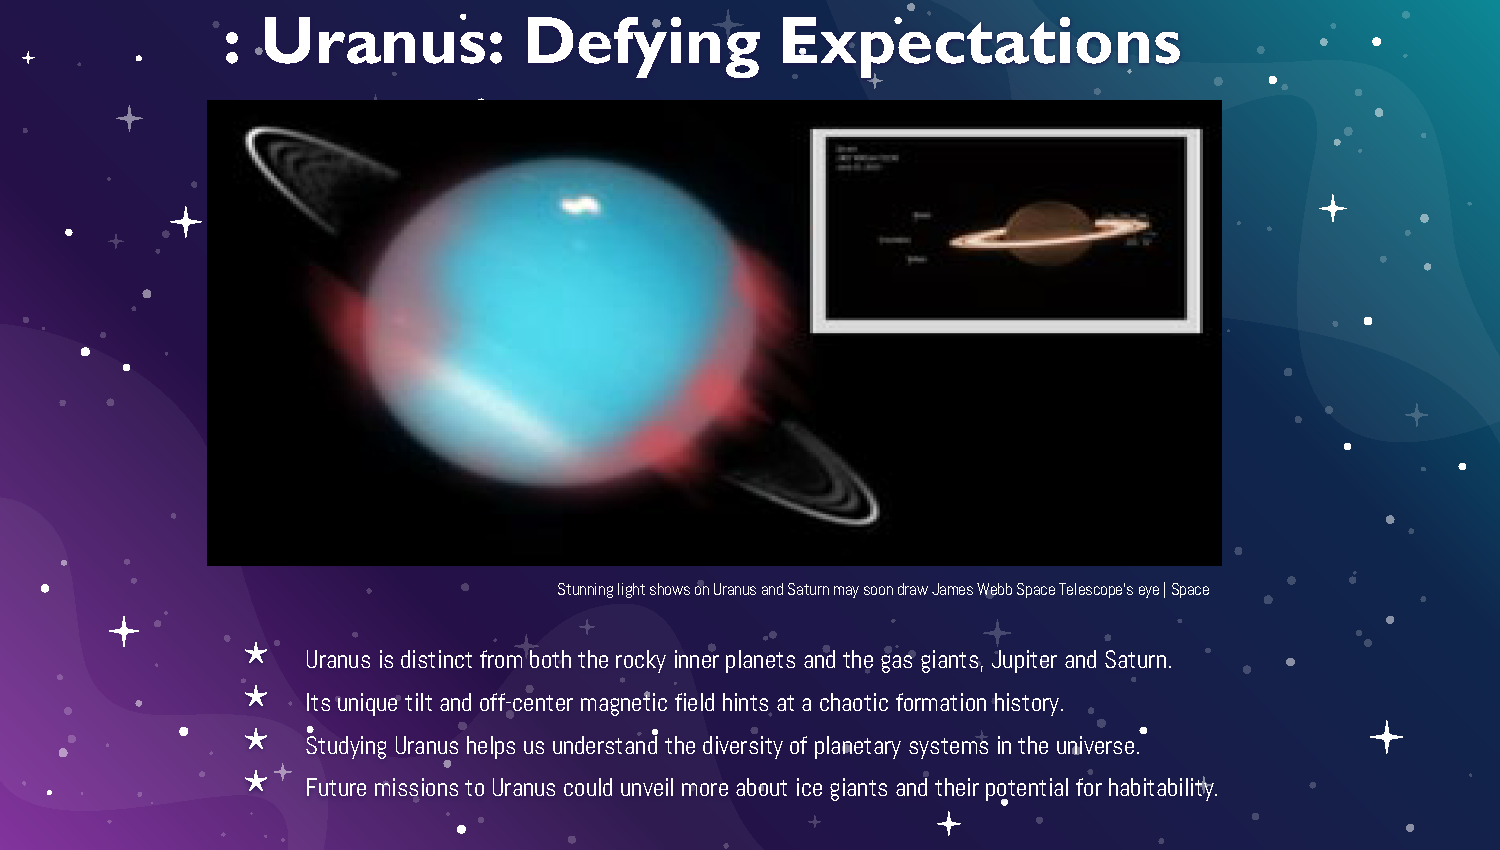 : Uranus: Defying Expectations
Stunning light shows on Uranus and Saturn may soon draw James Webb Space Telescope's eye | Space
Uranus is distinct from both the rocky inner planets and the gas giants, Jupiter and Saturn.
Its unique tilt and off-center magnetic field hints at a chaotic formation history.
Studying Uranus helps us understand the diversity of planetary systems in the universe.
Future missions to Uranus could unveil more about ice giants and their potential for habitability.